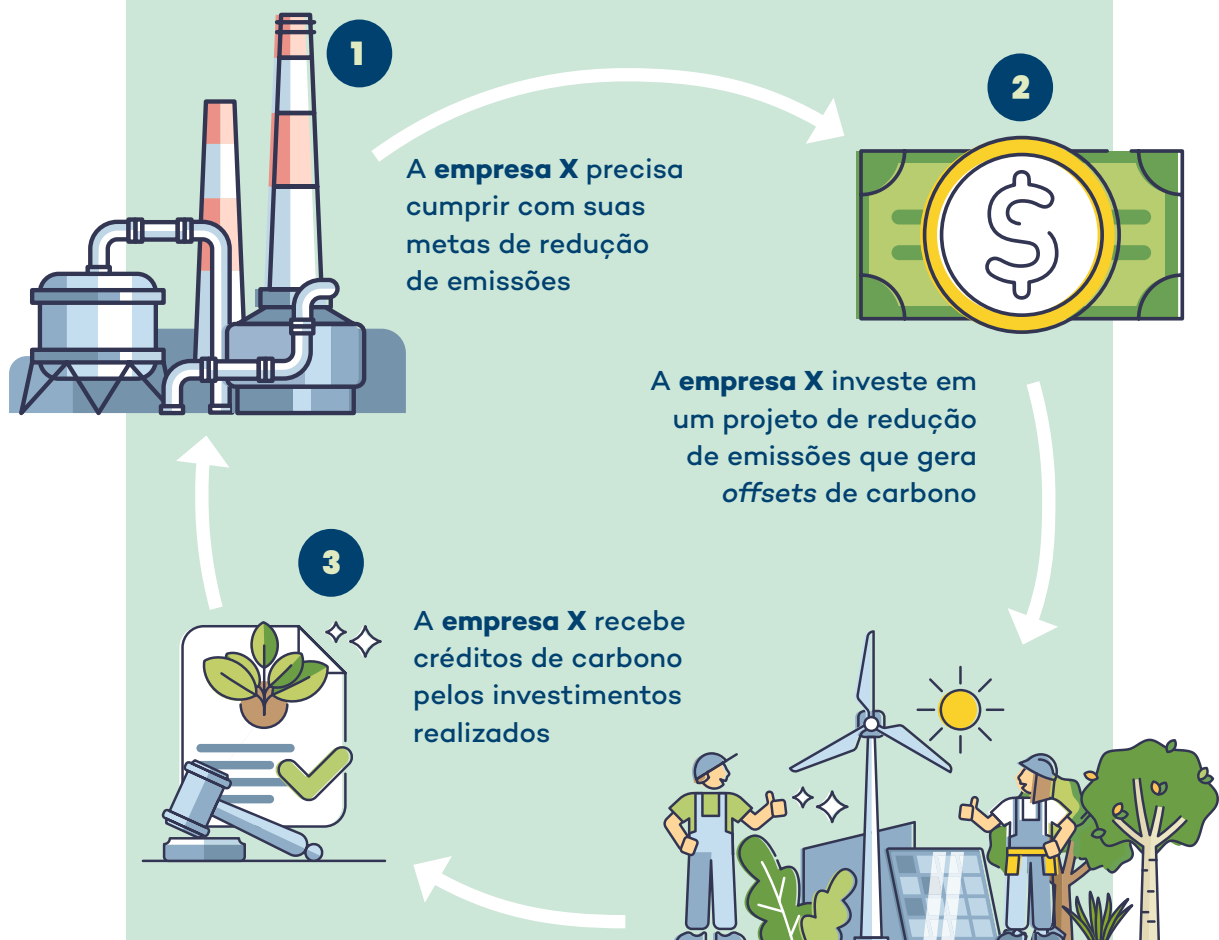 1
A empresa X precisa
cumprir com suas
metas de redução
de emissões
2
$
A empresa X investe em
um projeto de redução
de emissões que gera
offsets de carbono
3
A empresa X recebe
créditos de carbono
pelos investimentos
realizados